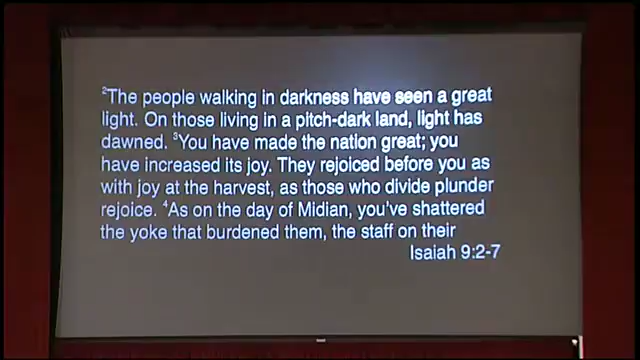 ²The people walking in darkness have seen a great
light. On those living in a pitch-dark land, light has
dawned. ³You have made the nation great; you
have increased its joy. They rejoiced before you as
with joy at the harvest, as those who divide plunder
rejoice. ⁴As on the day of Midian, you've shattered
the yoke that burdened them, the staff on their
Isaiah 9:2-7